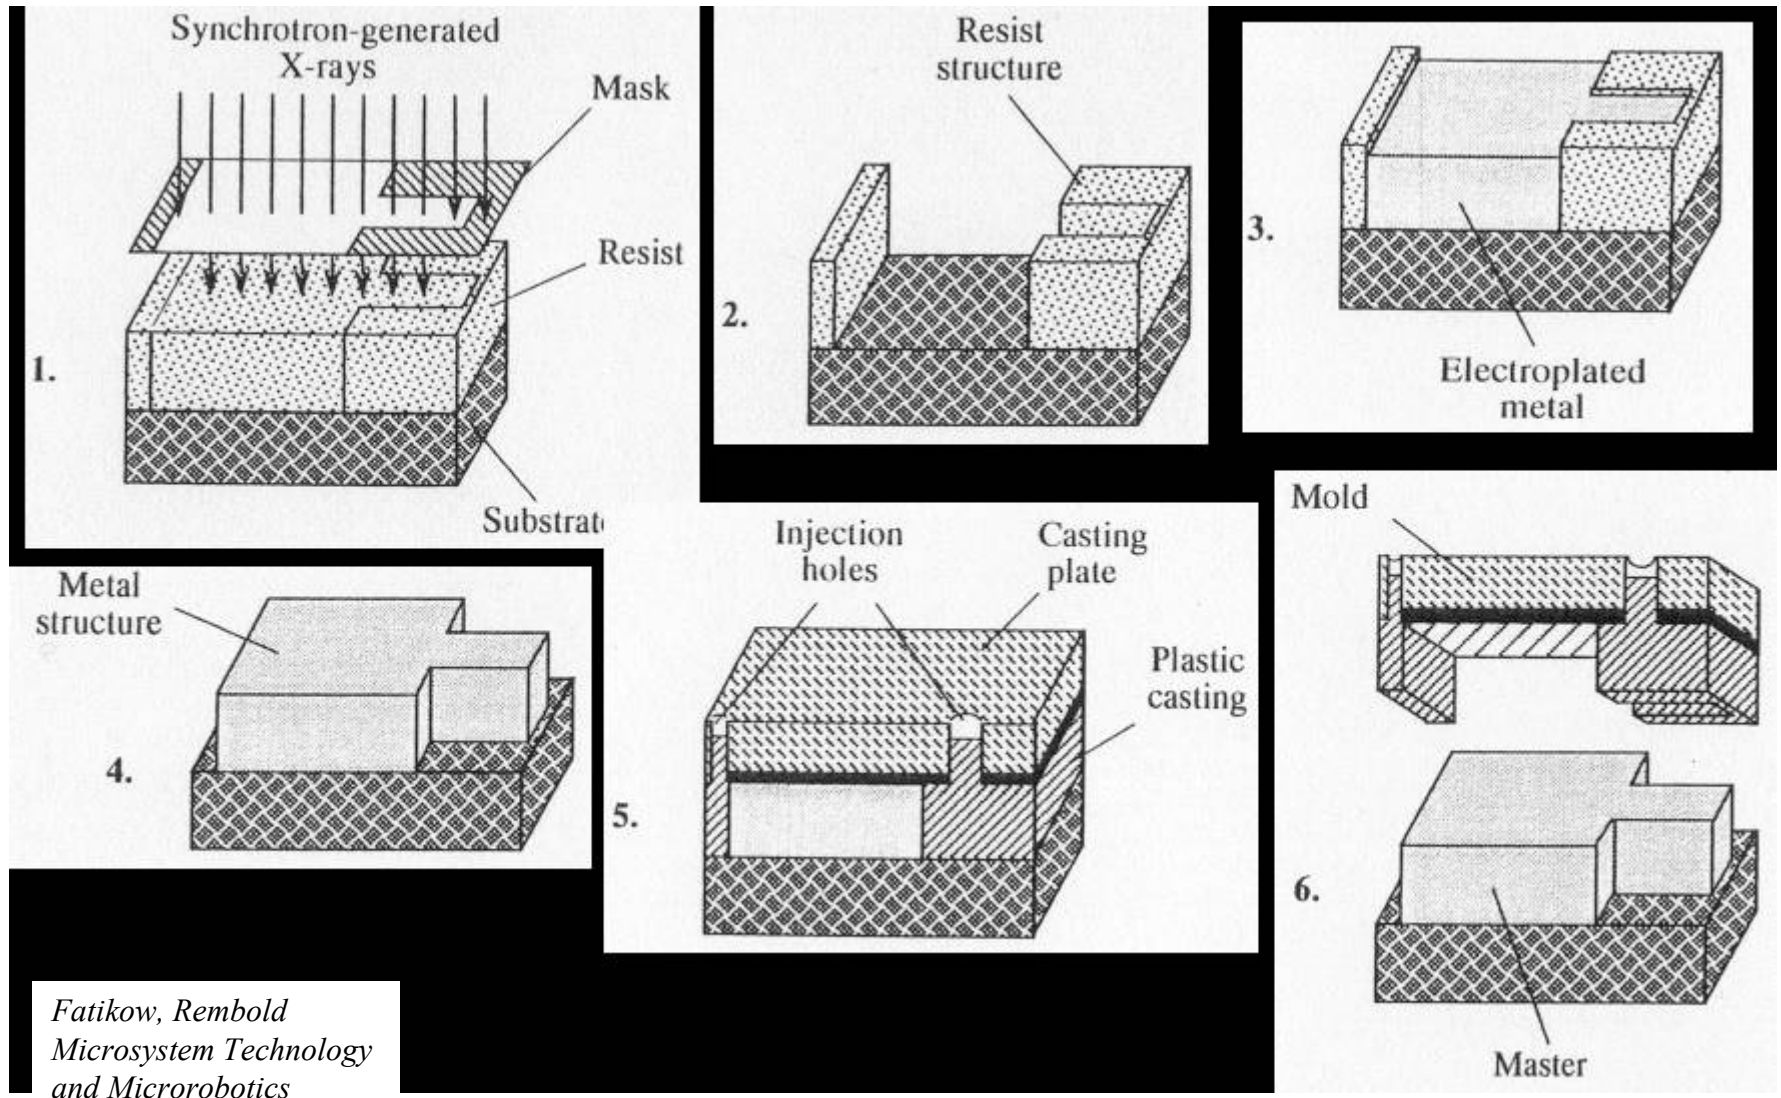 Synchrotron-generated
X-rays
Mask
Resist
1.
Substrate
Resist
structure
2.
3.
Electroplated
metal
Metal
structure
4.
Injection
holes
Casting
plate
Plastic
casting
5.
Mold
6.
Master
Fatikow, Rembold
Microsystem Technology
and Microrobotics